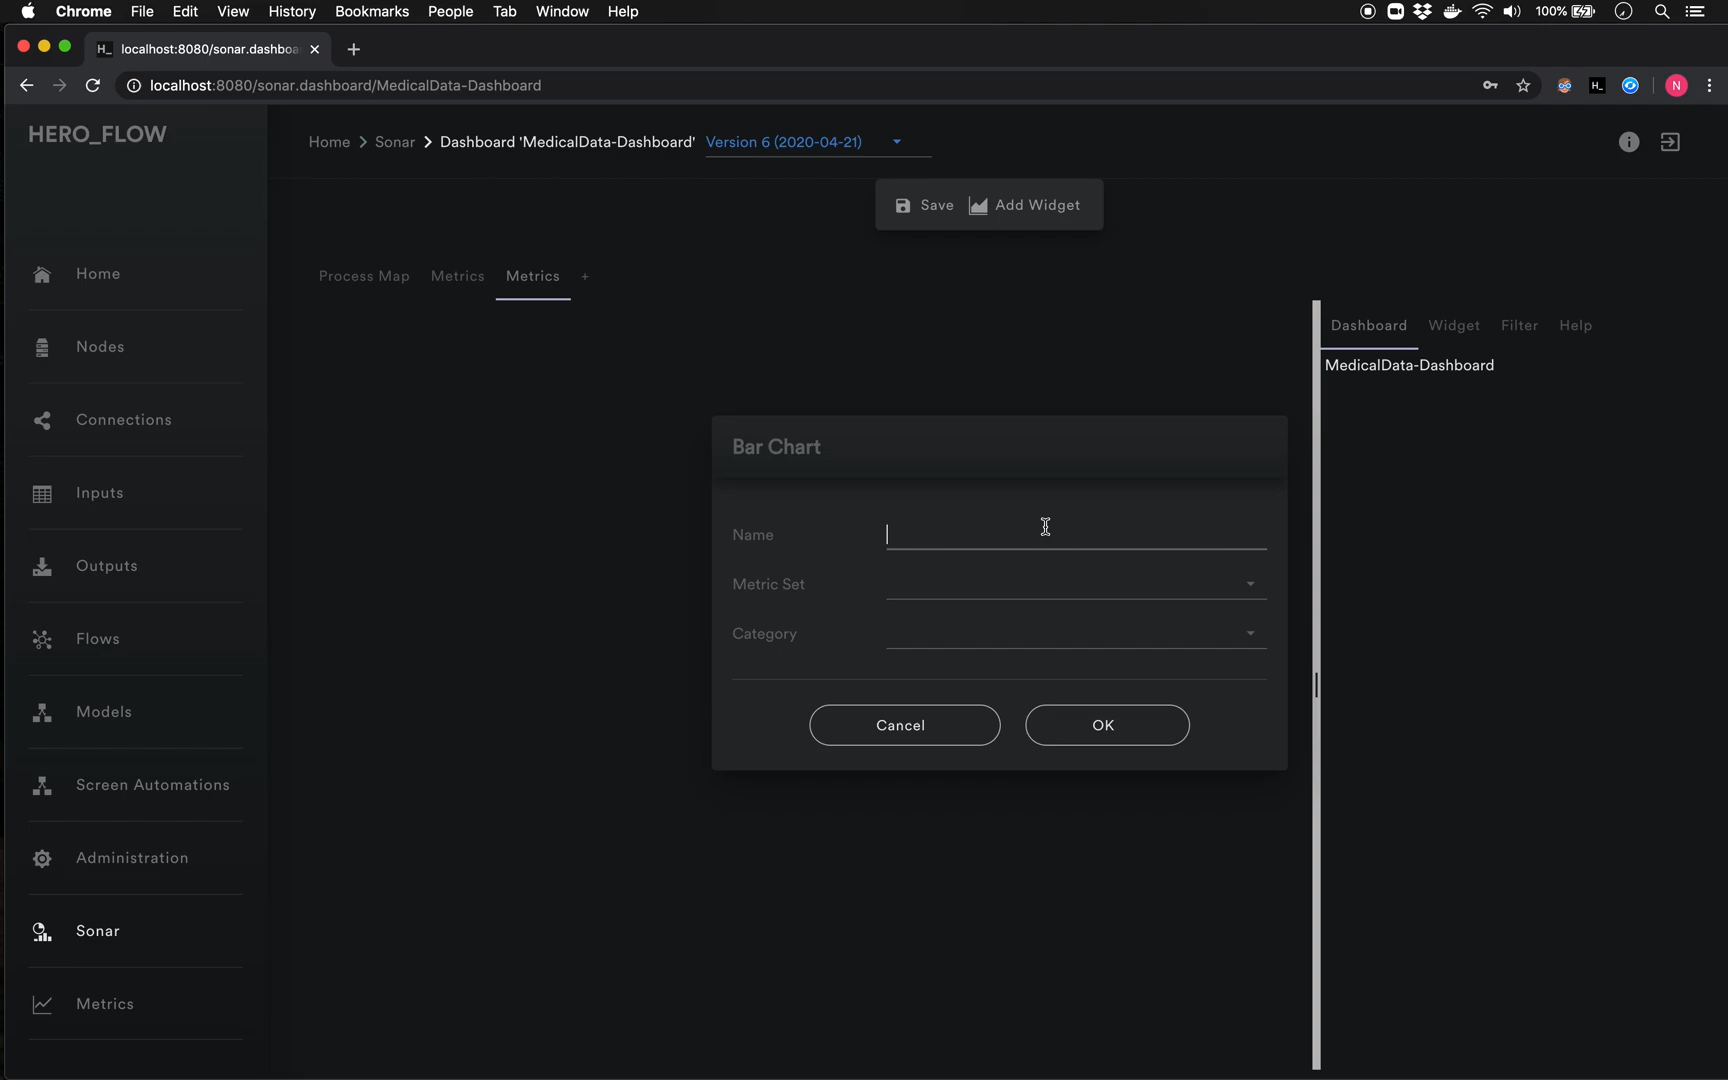 Chrome File Edit View History Bookmarks People Tab Window Help 100%
H_ localhost:8080/sonar.dashboa
localhost:8080/sonar.dashboard/MedicalData-Dashboard H_ N
HERO_FLOW
Home > Sonar > Dashboard 'MedicalData-Dashboard' Version 6 (2020-04-21)
Save Add Widget
Process Map Metrics Metrics +
Home
Nodes
Connections
Inputs
Outputs
Flows
Models
Screen Automations
Administration
Sonar
Metrics
Dashboard Widget Filter Help
MedicalData-Dashboard
Bar Chart
Name
Metric Set
Category
Cancel OK